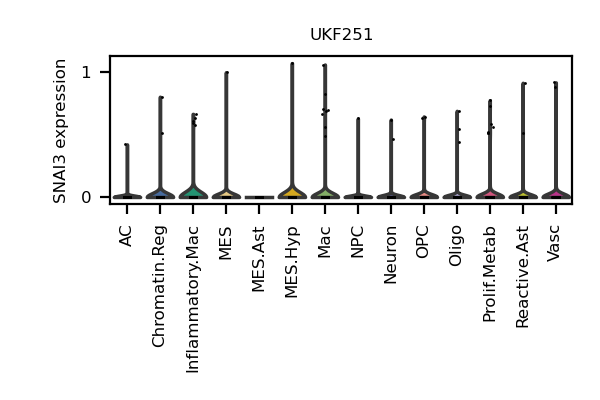 UKF251
SNAI3 expression
1
0
AC
Chromatin.Reg
Inflammatory.Mac
MES
MES.Ast
MES.Hyp
Mac
NPC
Neuron
OPC
Oligo
Prolif.Metab
Reactive.Ast
Vasc